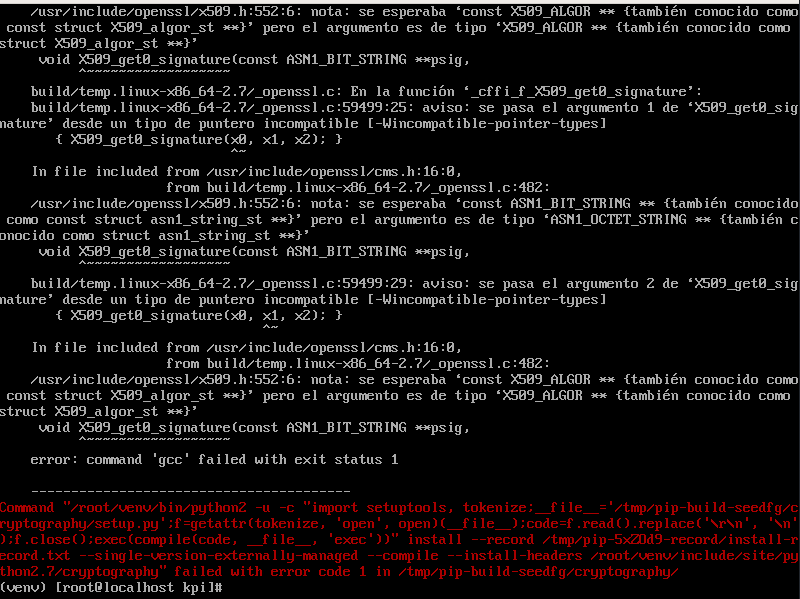 /usr/include/openssl/x509.h:552:6: nota: se esperaba ‘const X509_ALGOR ** {también conocido como
 const struct X509_algor_st **}’ pero el argumento es de tipo ‘X509_ALGOR ** {también conocido como
struct X509_algor_st **}’
void X509_get0_signature(const ASN1_BIT_STRING **psig,
^~~~~~~~~~~~~~~~~~~
build/temp.linux-x86_64-2.7/_openssl.c: En la función ‘_cffi_f_X509_get0_signature’:
build/temp.linux-x86_64-2.7/_openssl.c:59499:25: aviso: se pasa el argumento 1 de ‘X509_get0_sig
nature’ desde un tipo de puntero incompatible [-Wincompatible-pointer-types]
{ X509_get0_signature(x0, x1, x2); }
^~
In file included from /usr/include/openssl/cms.h:16:0,
from build/temp.linux-x86_64-2.7/_openssl.c:482:
/usr/include/openssl/x509.h:552:6: nota: se esperaba ‘const ASN1_BIT_STRING ** {también conocido
 como const struct asn1_string_st **}’ pero el argumento es de tipo ‘ASN1_OCTET_STRING ** {también c
onocido como struct asn1_string_st **}’
void X509_get0_signature(const ASN1_BIT_STRING **psig,
^~~~~~~~~~~~~~~~~~~
build/temp.linux-x86_64-2.7/_openssl.c:59499:29: aviso: se pasa el argumento 2 de ‘X509_get0_sig
nature’ desde un tipo de puntero incompatible [-Wincompatible-pointer-types]
{ X509_get0_signature(x0, x1, x2); }
^~
In file included from /usr/include/openssl/cms.h:16:0,
from build/temp.linux-x86_64-2.7/_openssl.c:482:
/usr/include/openssl/x509.h:552:6: nota: se esperaba ‘const X509_ALGOR ** {también conocido como
 const struct X509_algor_st **}’ pero el argumento es de tipo ‘X509_ALGOR ** {también conocido como
struct X509_algor_st **}’
void X509_get0_signature(const ASN1_BIT_STRING **psig,
^~~~~~~~~~~~~~~~~~~
error: command 'gcc' failed with exit status 1
----------------------------------------
Command "/root/venv/bin/python2 -u -c "import setuptools, tokenize;__file__='/tmp/pip-build-seedfg/c
ryptography/setup.py';f=getattr(tokenize, 'open', open)(__file__);code=f.read().replace('\r\n', '\n'
);f.close();exec(compile(code, __file__, 'exec'))" install --record /tmp/pip-5xZDd9-record/install-r
ecord.txt --single-version-externally-managed --compile --install-headers /root/venv/include/site/py
thon2.7/cryptography" failed with error code 1 in /tmp/pip-build-seedfg/cryptography/
(venv) [root@localhost kpi]#